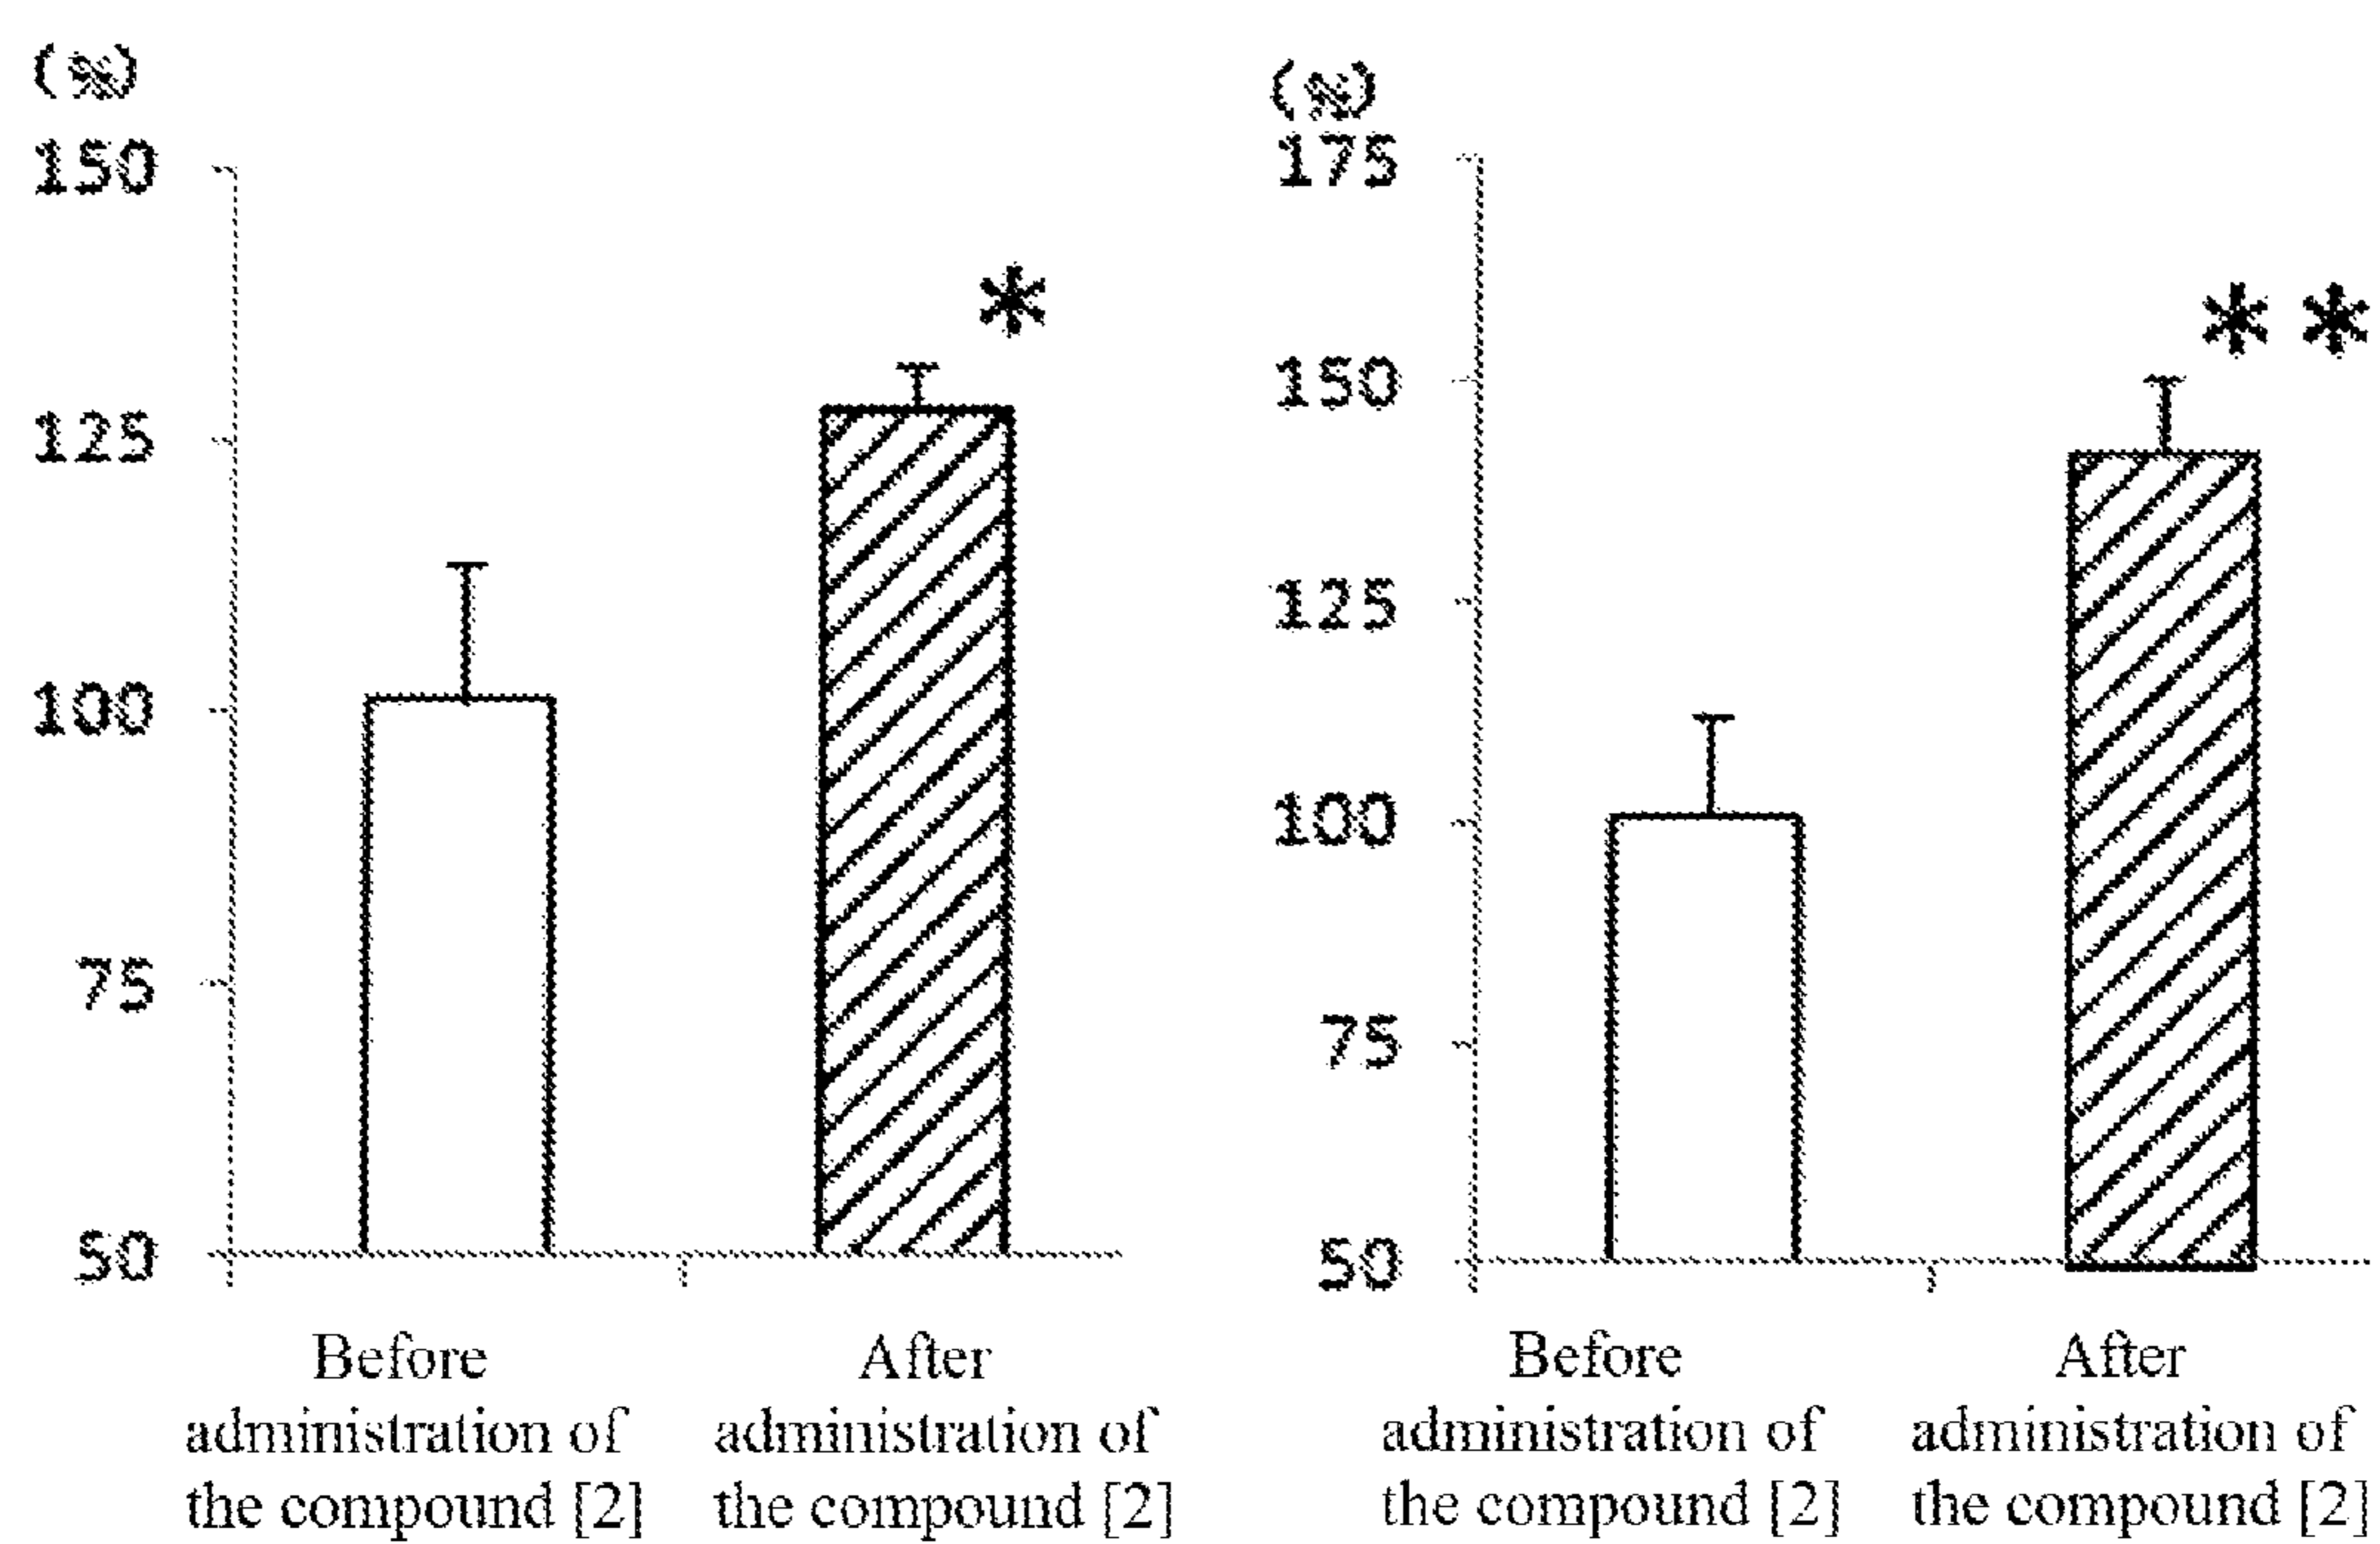 (%)
150
125
100
75
50
*
Before
administration of
the compound [2]
After
administration of
the compound [2]
(%)
175
150
125
100
75
50
**
Before
administration of
the compound [2]
After
administration of
the compound [2]